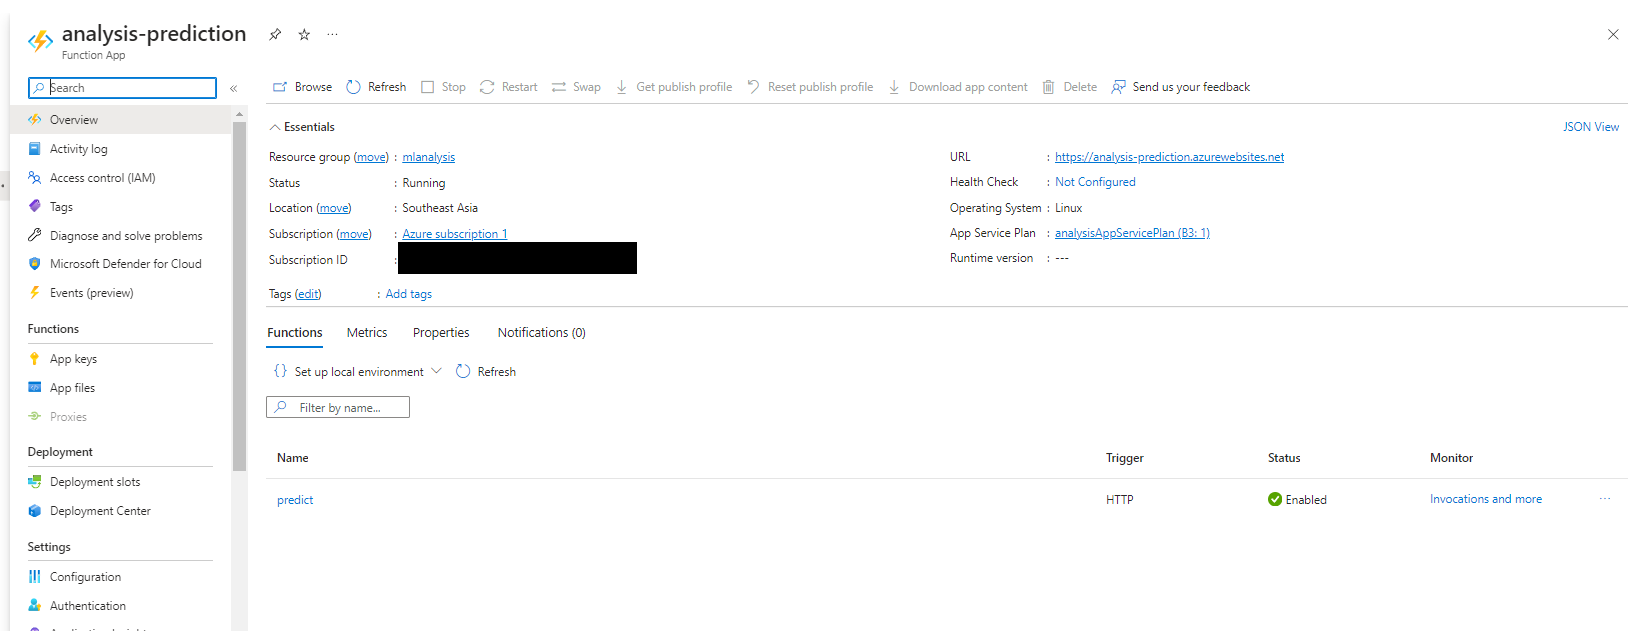 analysis-prediction
Function App
Search
Overview
Activity log
Access control (IAM)
Tags
Diagnose and solve problems
Microsoft Defender for Cloud
Events (preview)
Functions
App keys
App files
Proxies
Deployment
Deployment slots
Deployment Center
Settings
Configuration
Authentication
Browse Refresh Stop Restart Swap Get publish profile Reset publish profile Download app content Delete Send us your feedback
Essentials JSON View
Resource group (move) : mlanalysis
Status : Running
Location (move) : Southeast Asia
Subscription (move) : Azure subscription 1
Subscription ID :
URL : https://analysis-prediction.azurewebsites.net
Health Check : Not Configured
Operating System : Linux
App Service Plan : analysisAppServicePlan (B3: 1)
Runtime version : ---
Tags (edit) : Add tags
Functions Metrics Properties Notifications (0)
{} Set up local environment Refresh
Filter by name...
Name Trigger Status Monitor
predict HTTP Enabled Invocations and more